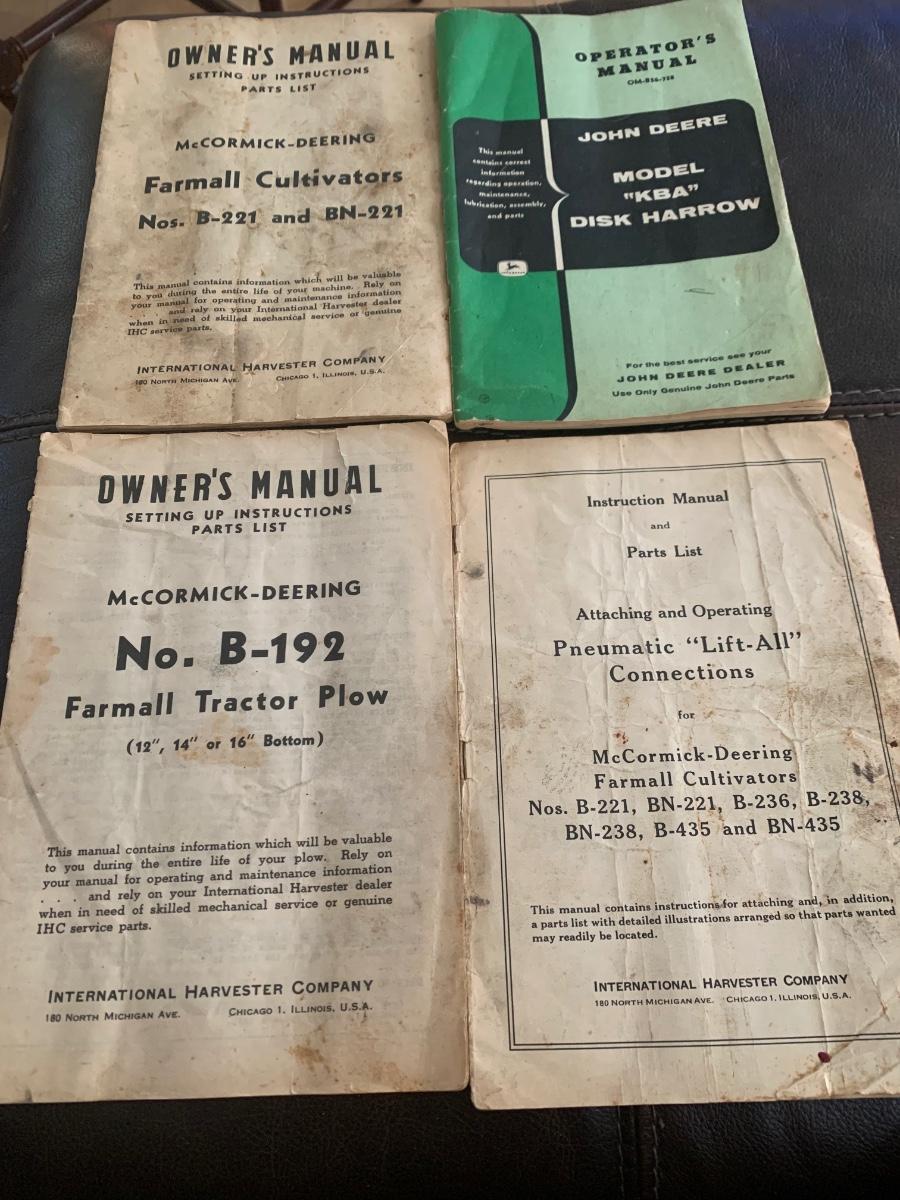 OWNER'S MANUAL
SETTING UP INSTRUCTIONS
PARTS LIST
McCORMICK-DEERING
Farmall Cultivators
Nos. B-221 and BN-221
This manual contains information which will be valuable
to you during the entire life of your machine. Rely on
your manual for operating and maintenance information
and rely on your International Harvester dealer
when in need of skilled mechanical service or genuine
IHC service parts.
INTERNATIONAL HARVESTER COMPANY
180 NORTH MICHIGAN AVE. CHICAGO 1, ILLINOIS, U.S.A.
OPERATOR'S
MANUAL
This manual
contains correct
information
regarding operation,
maintenance,
lubrication, assembly,
and parts
JOHN DEERE
MODEL
"KBA"
DISK HARROW
For the best service see your
JOHN DEERE DEALER
Use Only Genuine John Deere Parts
OWNER'S MANUAL
SETTING UP INSTRUCTIONS
PARTS LIST
McCORMICK-DEERING
No. B-192
Farmall Tractor Plow
(12", 14" or 16" Bottom)
This manual contains information which will be valuable
to you during the entire life of your plow. Rely on
your manual for operating and maintenance information
. . . and rely on your International Harvester dealer
when in need of skilled mechanical service or genuine
IHC service parts.
INTERNATIONAL HARVESTER COMPANY
180 NORTH MICHIGAN AVE. CHICAGO 1, ILLINOIS, U.S.A.
Instruction Manual
and
Parts List
Attaching and Operating
Pneumatic "Lift-All"
Connections
for
McCormick-Deering
Farmall Cultivators
Nos. B-221, BN-221, B-236, B-238,
BN-238, B-435 and BN-435
This manual contains instructions for attaching and, in addition,
a parts list with detailed illustrations arranged so that parts wanted
may readily be located.
INTERNATIONAL HARVESTER COMPANY
180 NORTH MICHIGAN AVE. CHICAGO 1, ILLINOIS, U.S.A.